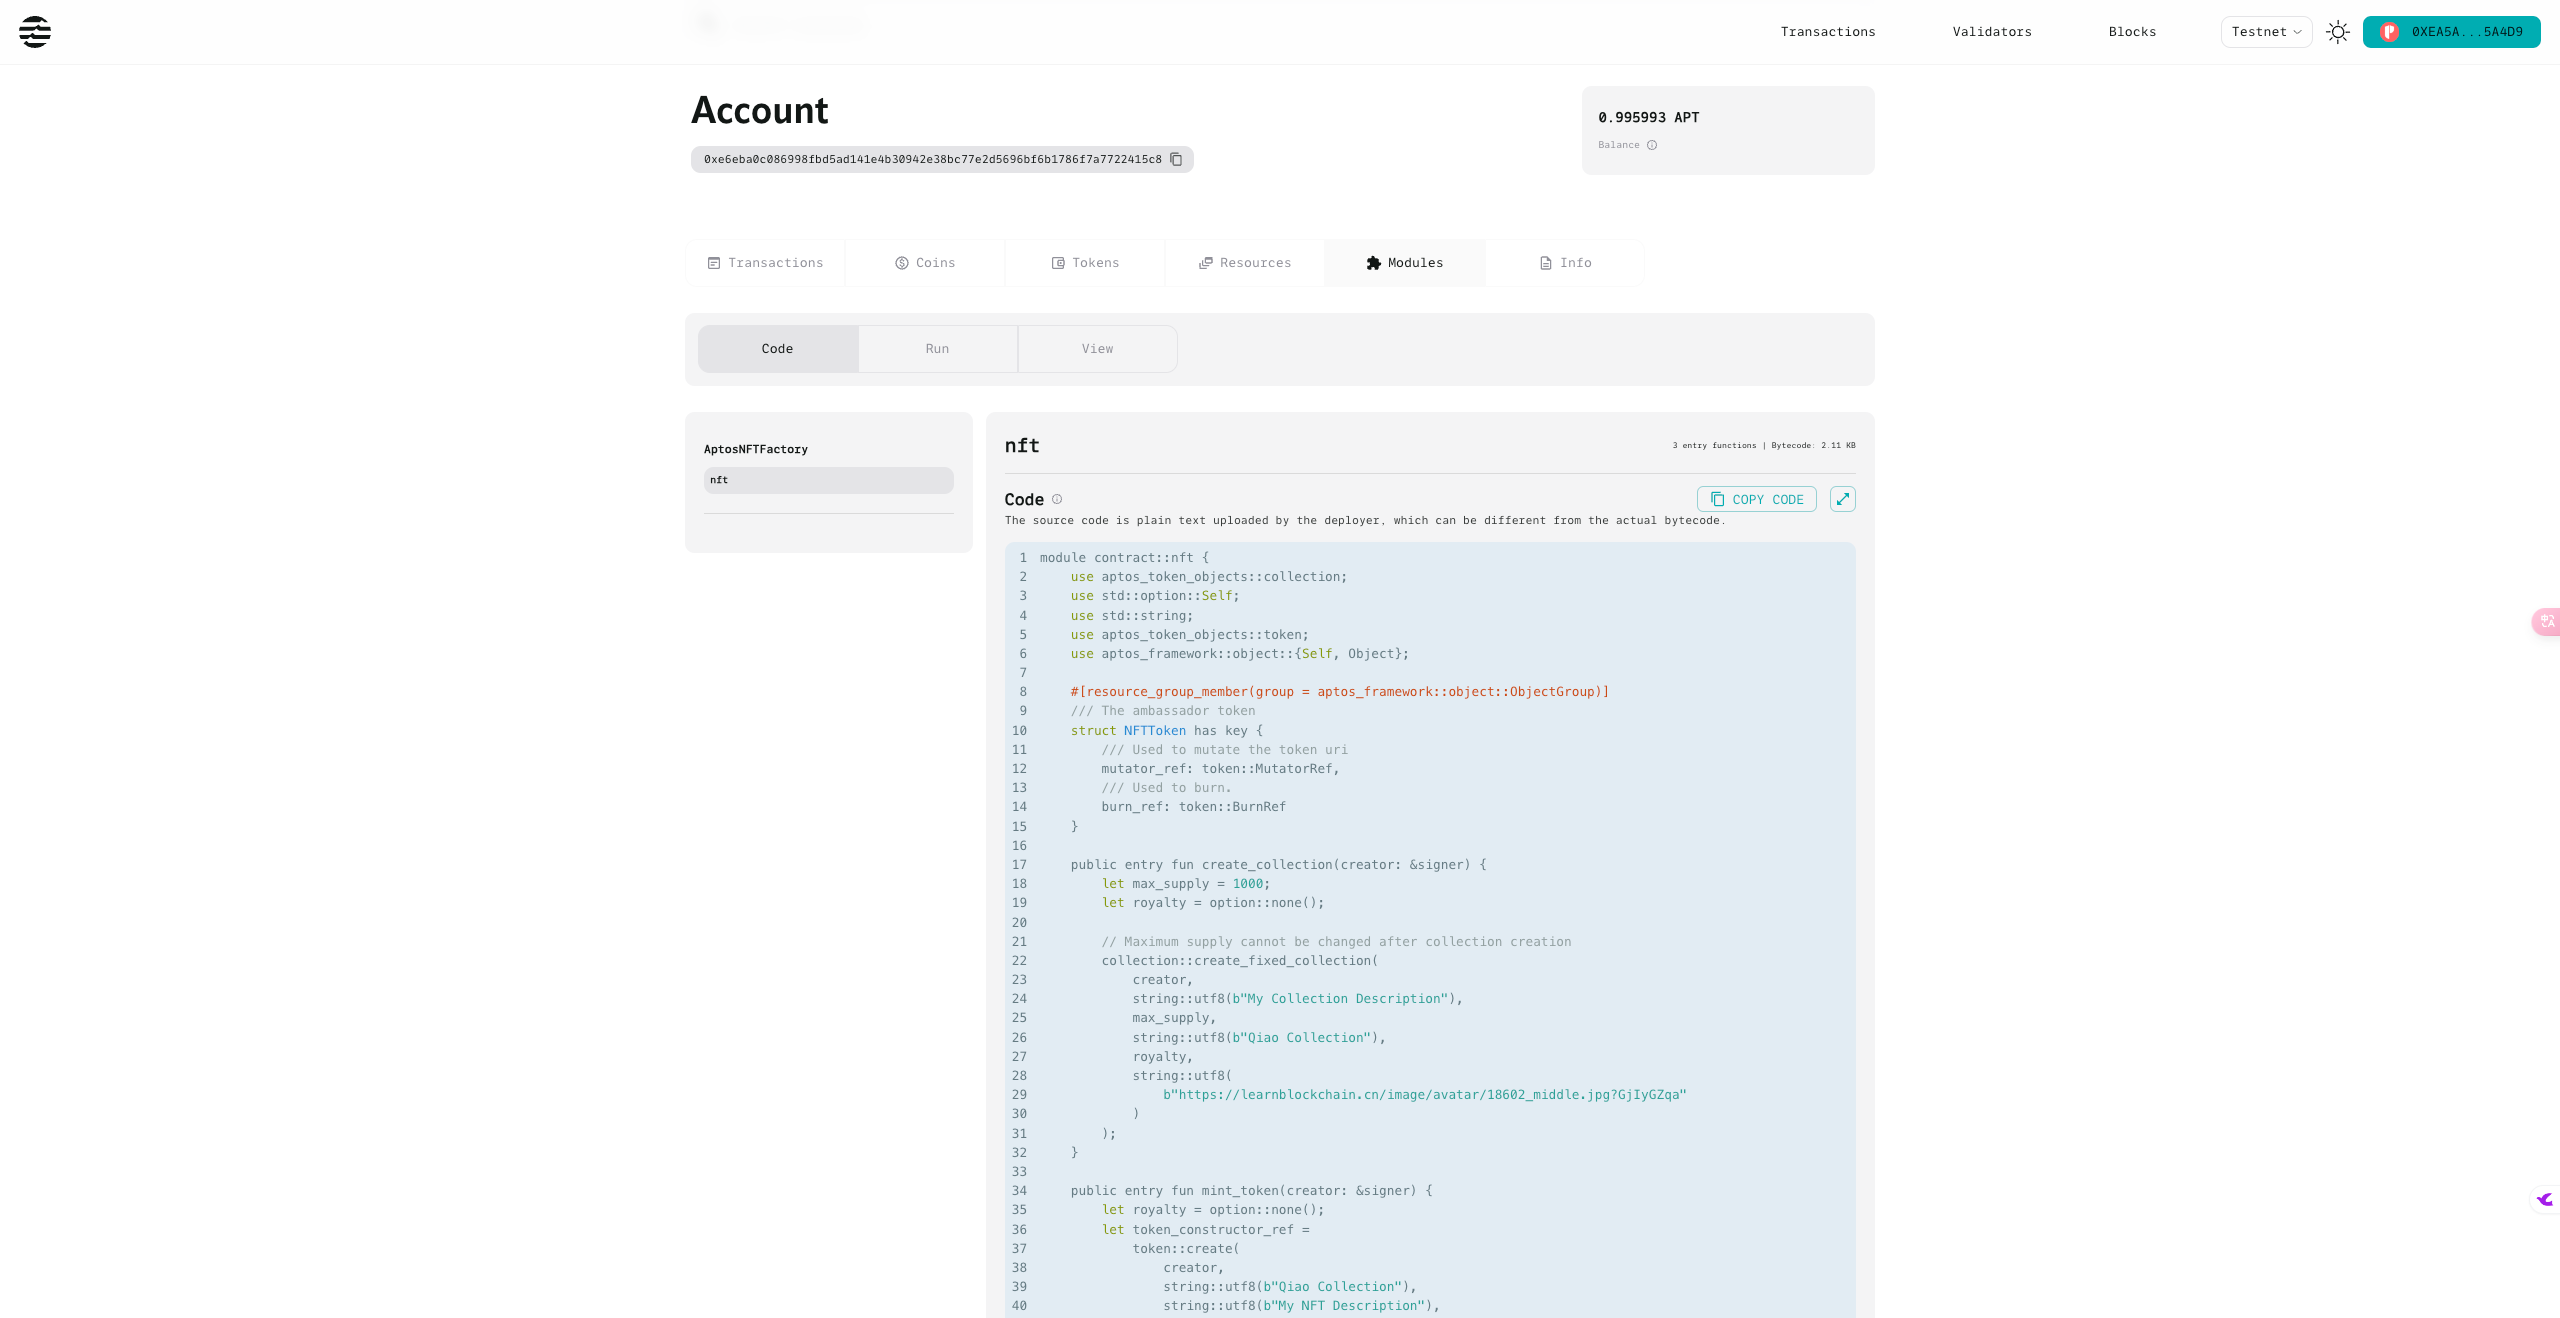 Transactions Validators Blocks Testnet 0XEA5A...5A4D9
Account
0.995993 APT
Balance
0xe6eba0c086998fbd5ad141e4b30942e38bc77e2d5696bf6b1786f7a7722415c8
Transactions Coins Tokens Resources Modules Info
Code Run View
AptosNFTFactory
nft
nft
3 entry functions | Bytecode: 2.11 KB
Code
COPY CODE
The source code is plain text uploaded by the deployer, which can be different from the actual bytecode.
1 module contract::nft {
2     use aptos_token_objects::collection;
3     use std::option::Self;
4     use std::string;
5     use aptos_token_objects::token;
6     use aptos_framework::object::{Self, Object};
7
8     #[resource_group_member(group = aptos_framework::object::ObjectGroup)]
9     /// The ambassador token
10     struct NFTToken has key {
11         /// Used to mutate the token uri
12         mutator_ref: token::MutatorRef,
13         /// Used to burn.
14         burn_ref: token::BurnRef
15     }
16
17     public entry fun create_collection(creator: &signer) {
18         let max_supply = 1000;
19         let royalty = option::none();
20
21         // Maximum supply cannot be changed after collection creation
22         collection::create_fixed_collection(
23             creator,
24             string::utf8(b"My Collection Description"),
25             max_supply,
26             string::utf8(b"Qiao Collection"),
27             royalty,
28             string::utf8(
29                 b"https://learnblockchain.cn/image/avatar/18602_middle.jpg?GjIyGZqa"
30             )
31         );
32     }
33
34     public entry fun mint_token(creator: &signer) {
35         let royalty = option::none();
36         let token_constructor_ref =
37             token::create(
38                 creator,
39                 string::utf8(b"Qiao Collection"),
40                 string::utf8(b"My NFT Description"),